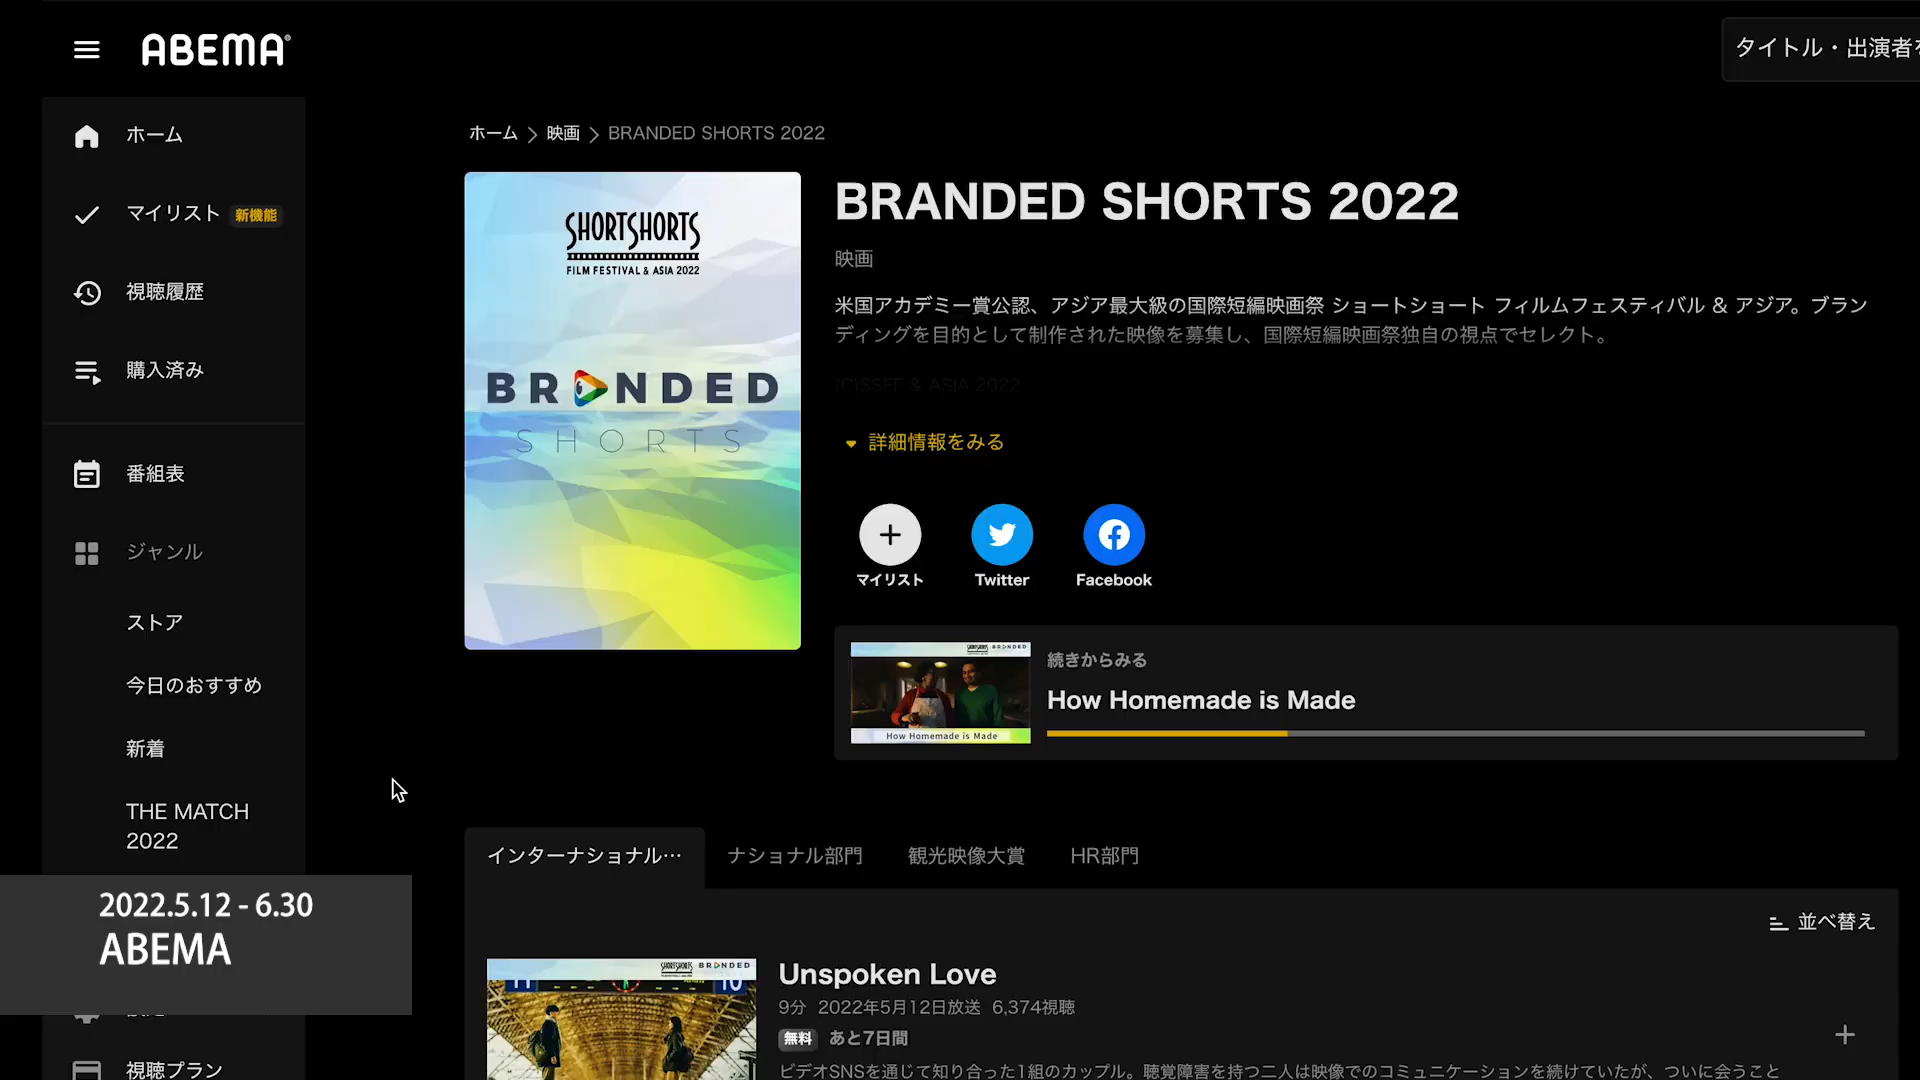 ABEMA
タイトル・出演者を
ホーム
マイリスト 新機能
視聴履歴
購入済み
番組表
ジャンル
ストア
今日のおすすめ
新着
THE MATCH
2022
2022.5.12 - 6.30
ABEMA
視聴プラン
ホーム > 映画 > BRANDED SHORTS 2022
SHORTSHORTS
FILM FESTIVAL & ASIA 2022
BRANDED
SHORTS
BRANDED SHORTS 2022
映画
米国アカデミー賞公認、アジア最大級の国際短編映画祭 ショートショート フィルムフェスティバル & アジア。ブラン
ディングを目的として制作された映像を募集し、国際短編映画祭独自の視点でセレクト。
(C)SSFF & ASIA 2022
詳細情報をみる
マイリスト
Twitter
Facebook
SHORTSHORTS BRANDED
How Homemade is Made
続きからみる
How Homemade is Made
インターナショナル…
ナショナル部門
観光映像大賞
HR部門
並べ替え
SHORTSHORTS BRANDED
11
10
Unspoken Love
9分 2022年5月12日放送 6,374視聴
無料 あと7日間
ビデオSNSを通じて知り合った1組のカップル。聴覚障害を持つ二人は映像でのコミュニケーションを続けていたが、ついに会うこと